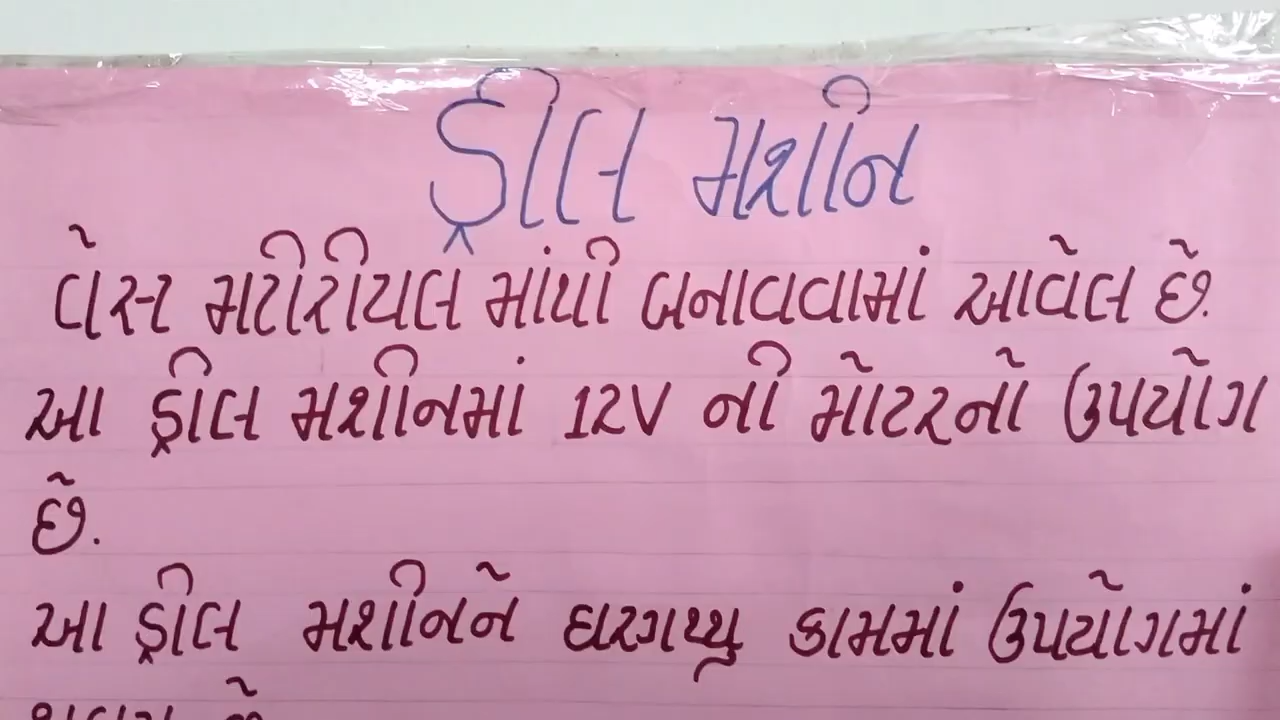 ડ્રીલ મશીન
વેસ્ટ મટીરીયલ માંથી બનાવવામાં આવેલ છે.
આ ડ્રીલ મશીનમાં 12V ની મોટરનો ઉપયોગ
છે.
આ ડ્રીલ મશીનને ઘરગથ્થુ કામમાં ઉપયોગમાં
છે